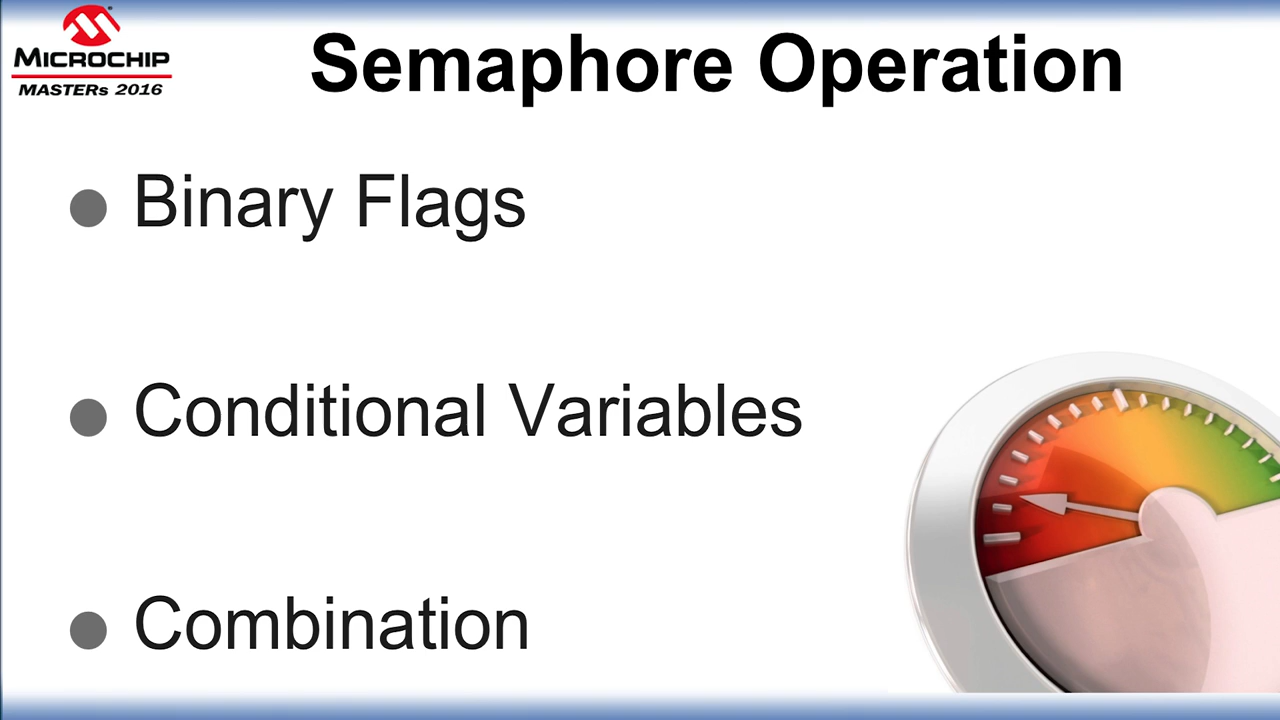 MICROCHIP
MASTERs 2016
Semaphore Operation
Binary Flags
Conditional Variables
Combination